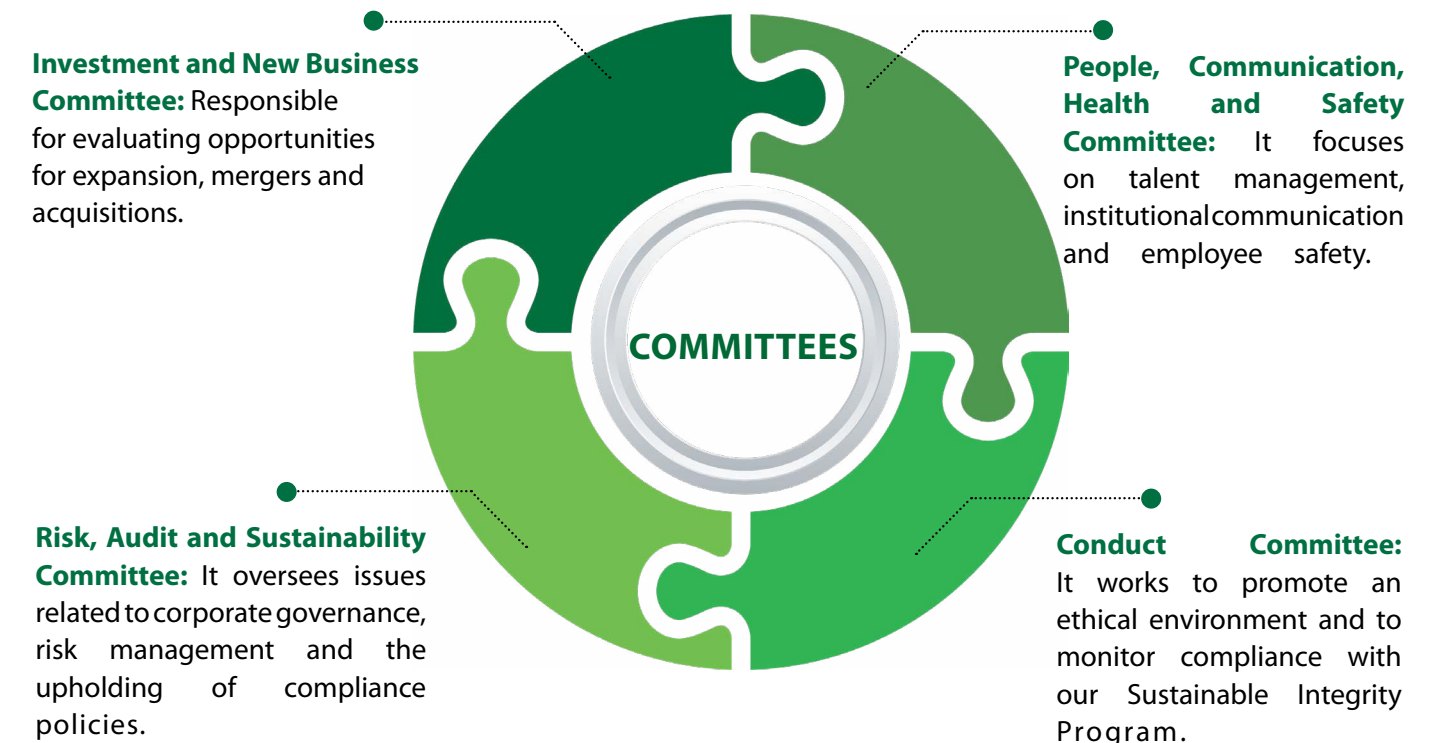 Investment and New Business
Committee: Responsible
for evaluating opportunities
for expansion, mergers and
acquisitions.
People, Communication,
Health and Safety
Committee: It focuses
on talent management,
institutional communication
and employee safety.
COMMITTEES
Risk, Audit and Sustainability
Committee: It oversees issues
related to corporate governance,
risk management and the
upholding of compliance
policies.
Conduct Committee:
It works to promote an
ethical environment and to
monitor compliance with
our Sustainable Integrity
Program.